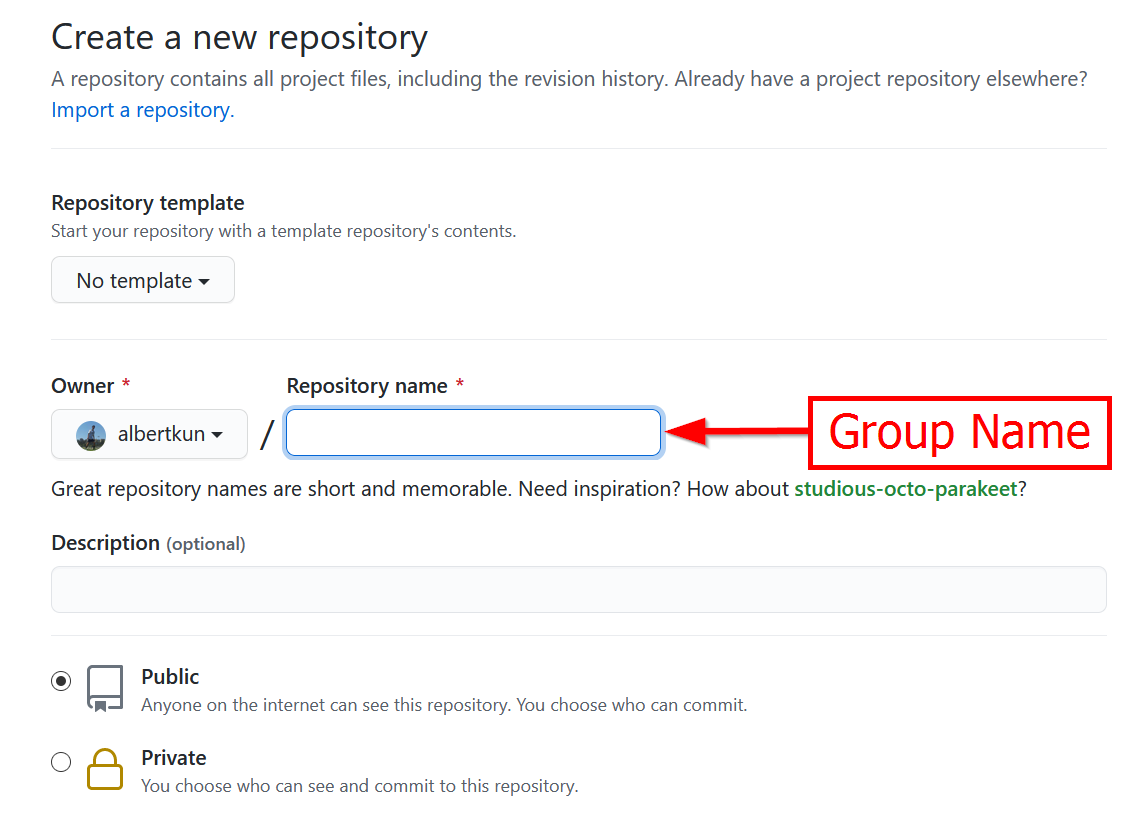 Create a new repository
A repository contains all project files, including the revision history. Already have a project repository elsewhere?
Import a repository.
Repository template
Start your repository with a template repository's contents.
No template
Owner * Repository name *
albertkun / Group Name
Great repository names are short and memorable. Need inspiration? How about studious-octo-parakeet?
Description (optional)
Public
Anyone on the internet can see this repository. You choose who can commit.
Private
You choose who can see and commit to this repository.